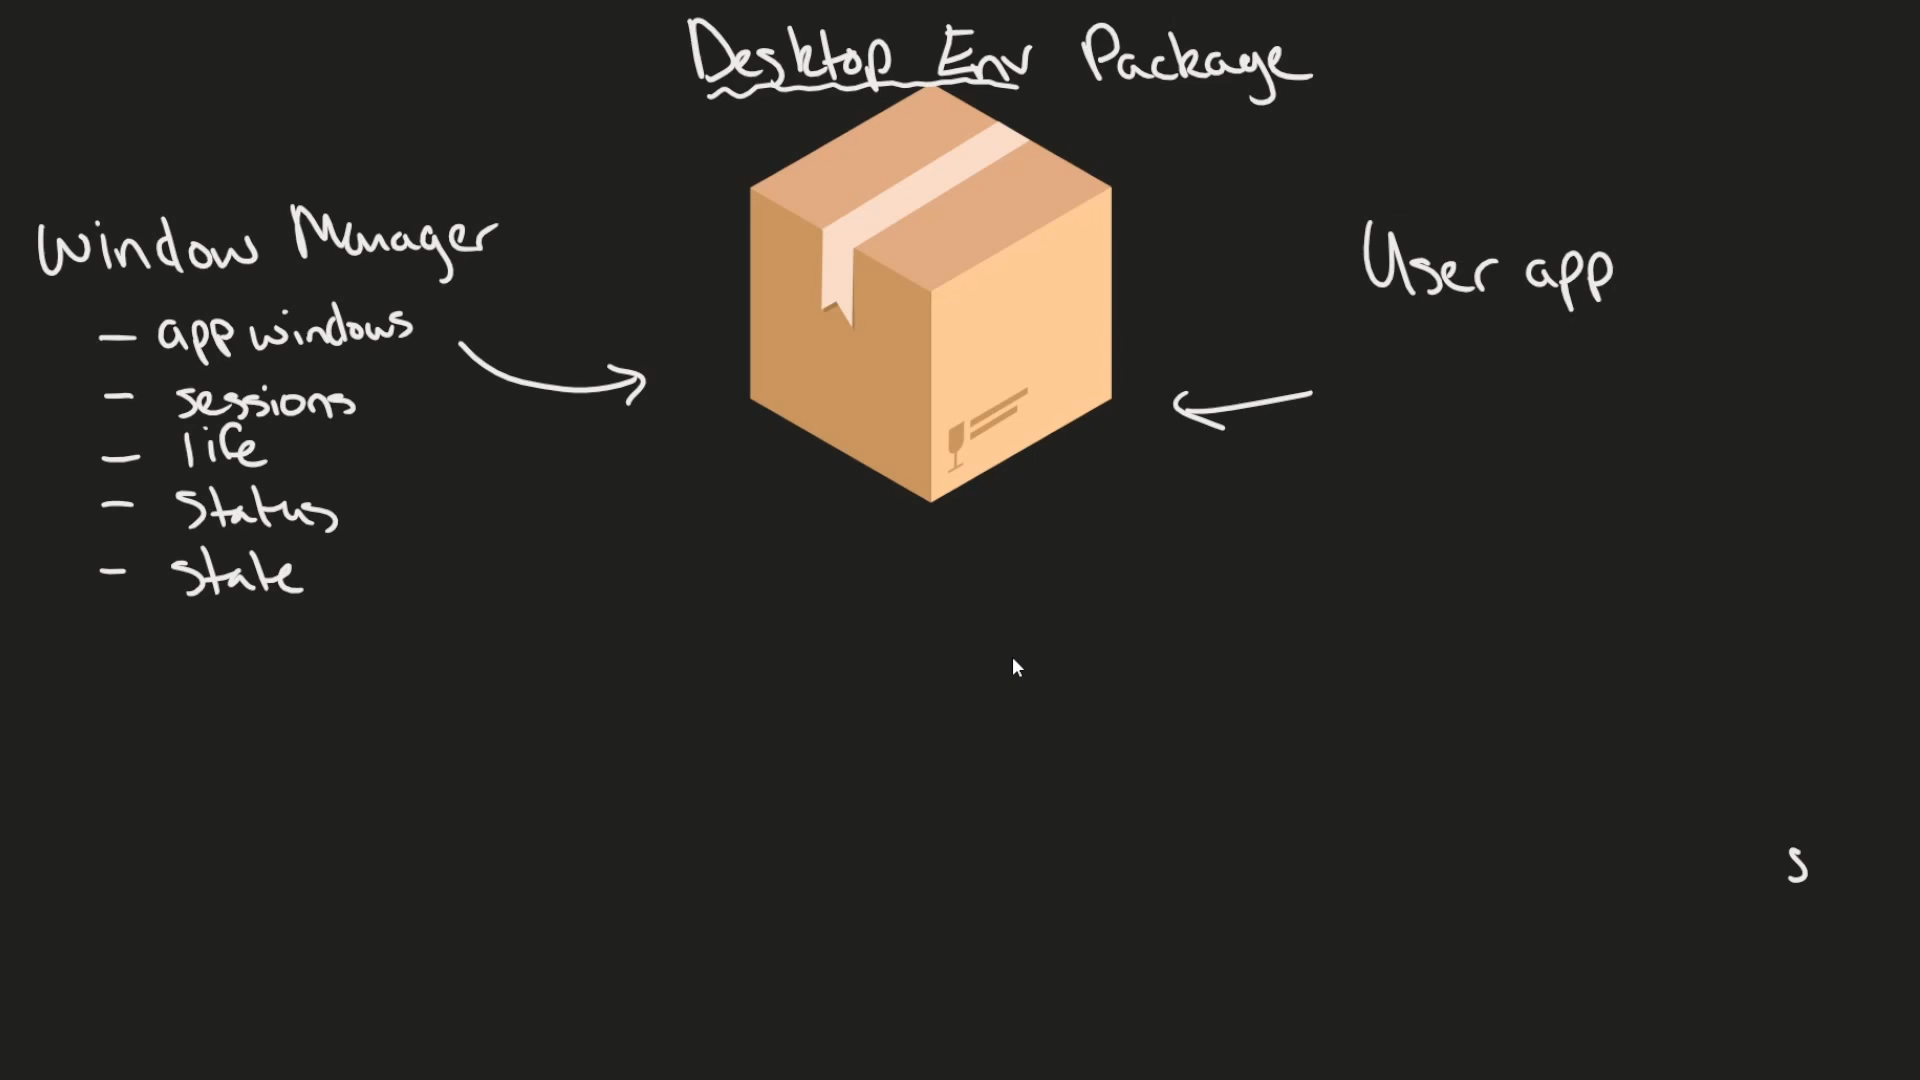 Desktop Env Package
Window Manager
- app windows
- sessions
- life
- status
- state
User app
s